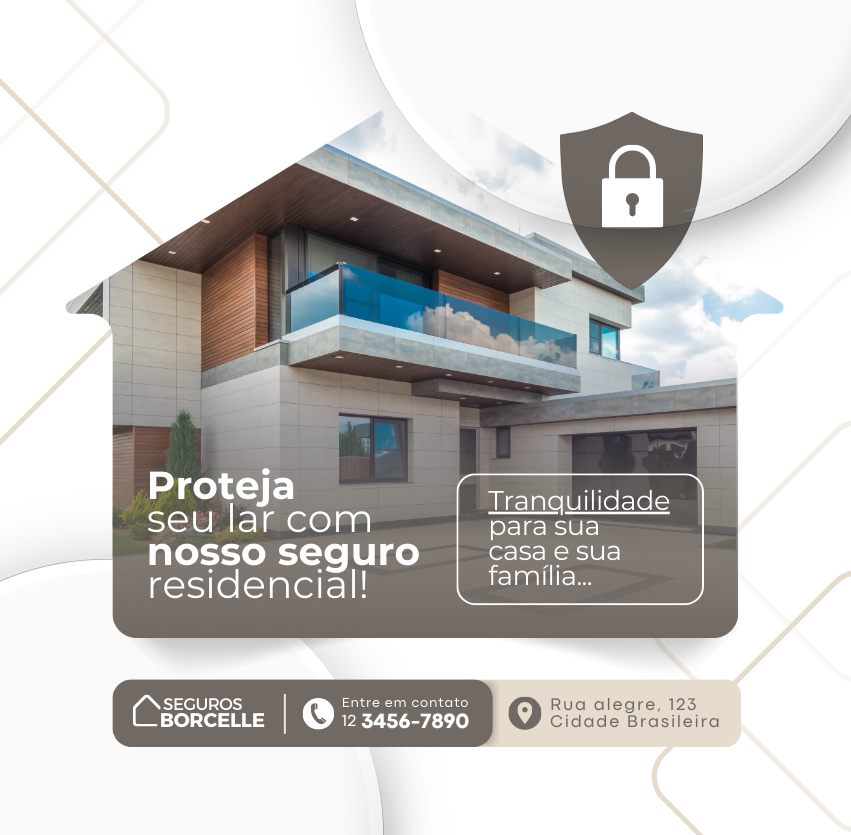 Proteja
seu lar com
nosso seguro
residencial!
Tranquilidade
para sua
casa e sua
família...
SEGUROS
BORCELLE
Entre em contato
12 3456-7890
Rua alegre, 123
Cidade Brasileira